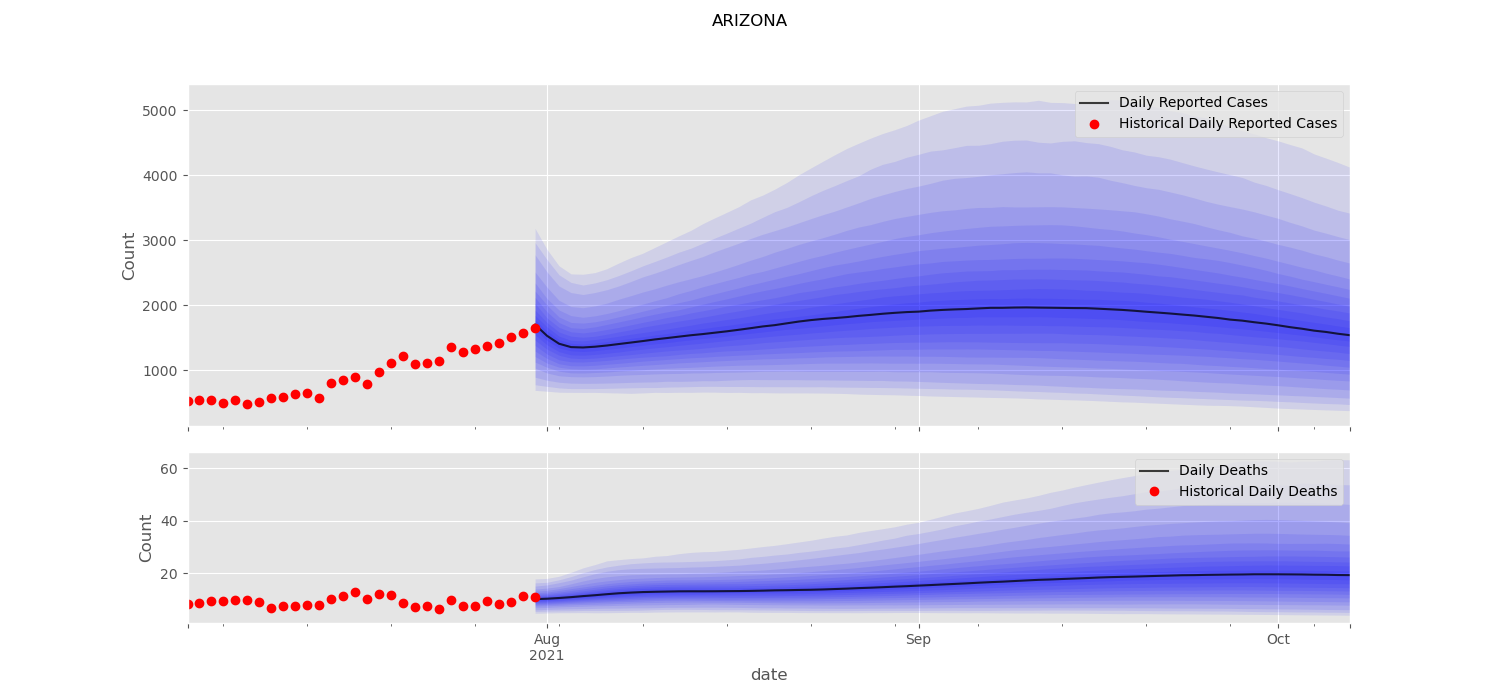 ARIZONA
Daily Reported Cases
Historical Daily Reported Cases
Count
5000
4000
3000
2000
1000
Daily Deaths
Historical Daily Deaths
Count
60
40
20
Aug
2021
Sep
Oct
date